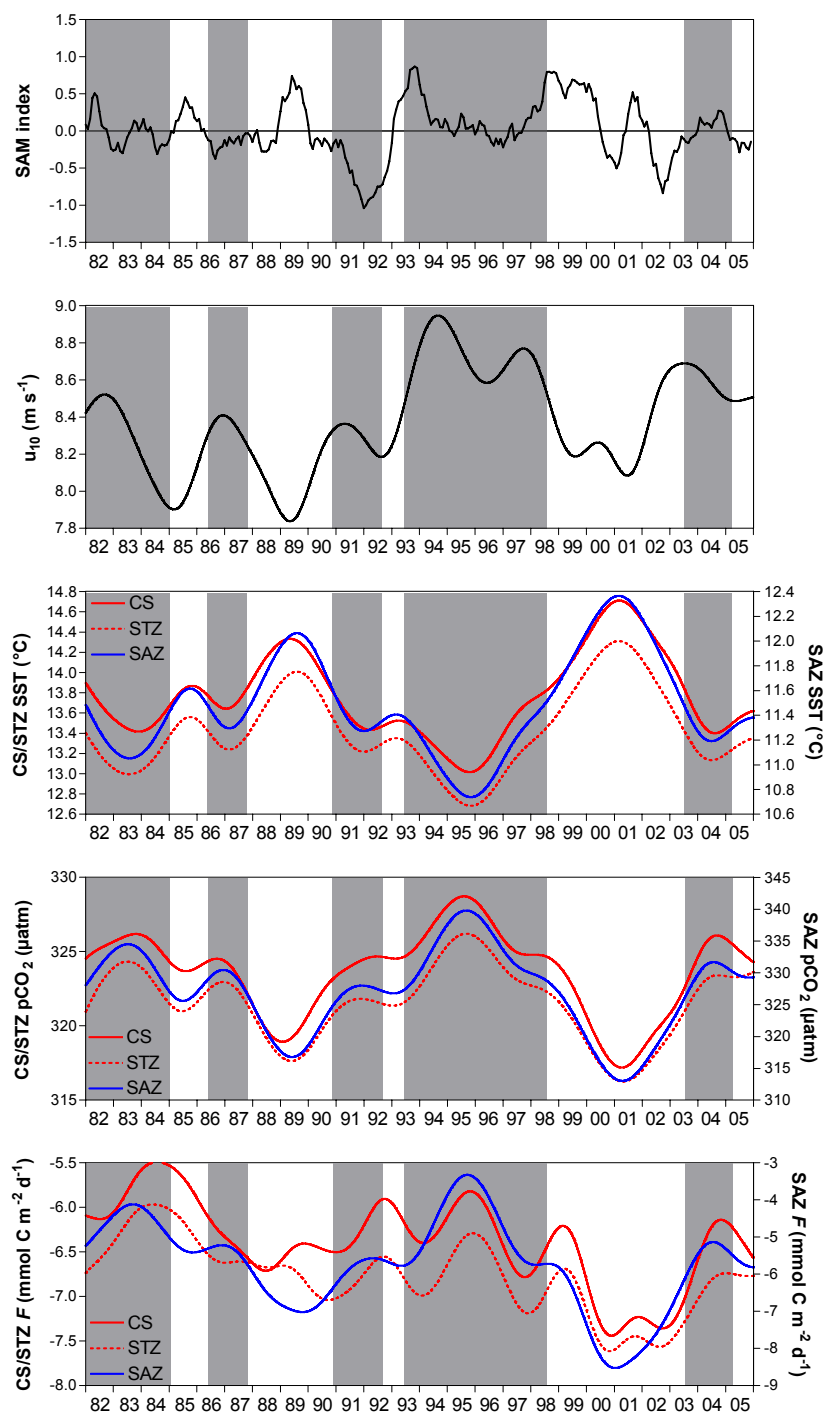 1.5
1.0
0.5
0.0
-0.5
-1.0
-1.5
SAM index
82 83 84 85 86 87 88 89 90 91 92 93 94 95 96 97 98 99 00 01 02 03 04 05
9.0
8.8
8.6
8.4
8.2
8.0
7.8
u10 (m s-1)
82 83 84 85 86 87 88 89 90 91 92 93 94 95 96 97 98 99 00 01 02 03 04 05
14.8
14.6
14.4
14.2
14.0
13.8
13.6
13.4
13.2
13.0
12.8
12.6
CS/STZ SST (°C)
CS
STZ
SAZ
12.4
12.2
12.0
11.8
11.6
11.4
11.2
11.0
10.8
10.6
SAZ SST (°C)
82 83 84 85 86 87 88 89 90 91 92 93 94 95 96 97 98 99 00 01 02 03 04 05
330
325
320
315
CS/STZ pCO2 (µatm)
CS
STZ
SAZ
345
340
335
330
325
320
315
310
SAZ pCO2 (µatm)
82 83 84 85 86 87 88 89 90 91 92 93 94 95 96 97 98 99 00 01 02 03 04 05
-5.5
-6.0
-6.5
-7.0
-7.5
-8.0
CS/STZ F (mmol C m-2 d-1)
CS
STZ
SAZ
-3
-4
-5
-6
-7
-8
-9
SAZ F (mmol C m-2 d-1)
82 83 84 85 86 87 88 89 90 91 92 93 94 95 96 97 98 99 00 01 02 03 04 05